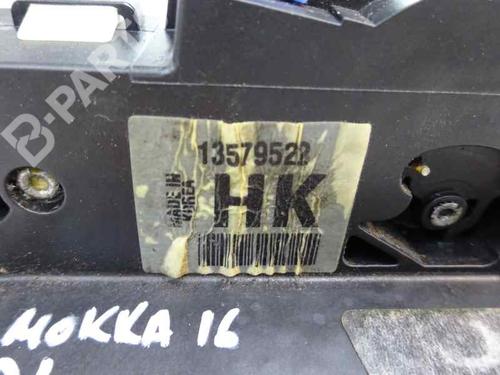 B-PARTS
13579522
MADE IN
KOREA
HK
MOKKA 16